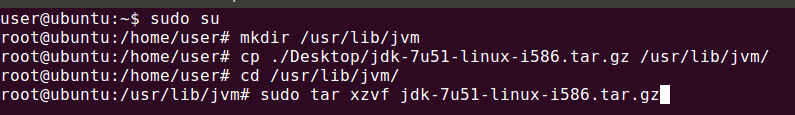 user@ubuntu:~$ sudo su
root@ubuntu:/home/user# mkdir /usr/lib/jvm
root@ubuntu:/home/user# cp ./Desktop/jdk-7u51-linux-i586.tar.gz /usr/lib/jvm/
root@ubuntu:/home/user# cd /usr/lib/jvm/
root@ubuntu:/usr/lib/jvm# sudo tar xzvf jdk-7u51-linux-i586.tar.gz